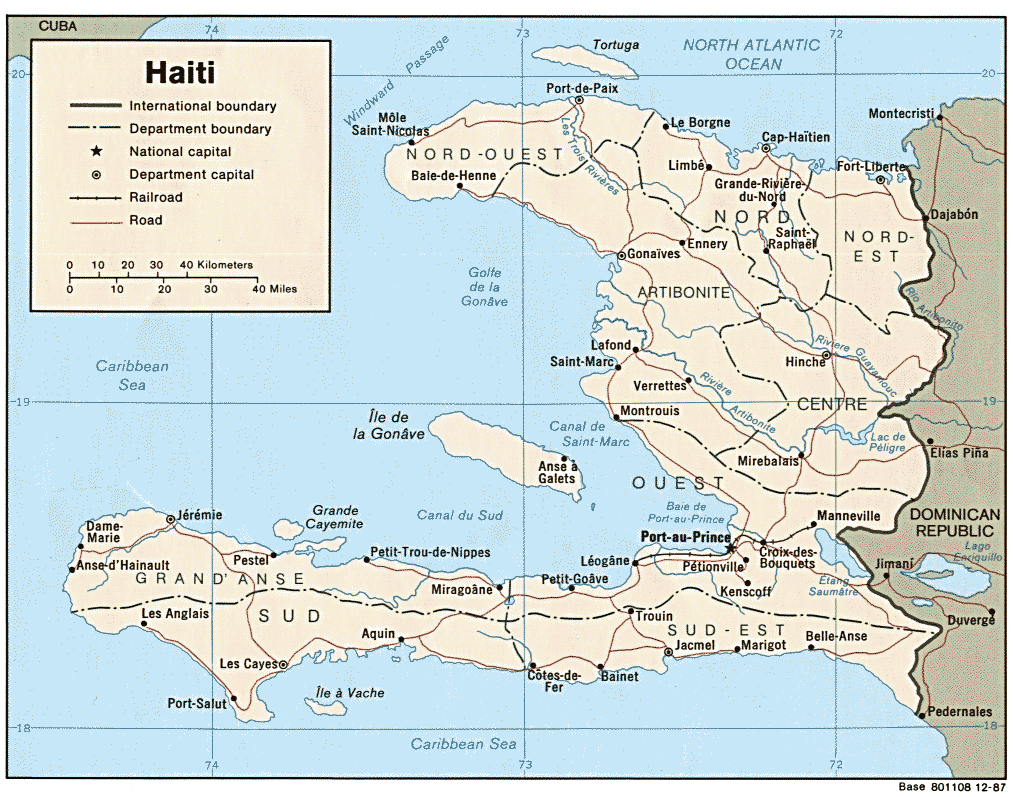 CUBA
74
73
72
Tortuga
NORTH ATLANTIC
OCEAN
20
20
Haiti
International boundary
Department boundary
National capital
Department capital
Railroad
Road
0 10 20 30 40 Kilometers
0 10 20 30 40 Miles
Windward Passage
Port-de-Paix
Montecristi
Môle
Saint-Nicolas
Le Borgne
Cap-Haïtien
Les Trois Rivières
NORD-OUEST
Limbé
Fort-Liberte
Baie-de-Henne
Grande-Rivière-
du-Nord
NORD
Dajabón
Saint-
Raphaël
NORD-
EST
Ennery
Gonaïves
Golfe
de la
Gonâve
ARTIBONITE
Rio Artibonito
Lafond
Riviere Guayamouc
Saint-Marc
Hinche
Caribbean
Sea
Verrettes
Rivière
Artibonite
19
19
CENTRE
Montrouis
Île de
la Gonâve
Canal de
Saint-Marc
Lac de
Péligre
Elías Piña
Anse à
Galets
Mirebalais
OUEST
Grande
Cayemite
Canal du Sud
Baie de
Port-au-Prince
Manneville
DOMINICAN
REPUBLIC
Jérémie
Dame-
Marie
Port-au-Prince
Lago
Enriquillo
Pestel
Petit-Trou-de-Nippes
Léogâne
Croix-des-
Bouquets
Pétionville
Jimaní
Anse-d'Hainault
GRAND'ANSE
Petit-Goâve
Miragoâne
Kenscoff
Étang
Saumâtre
Les Anglais
SUD
Trouin
Duvergé
Aquin
SUD-EST
Belle-Anse
Jacmel
Marigot
Les Cayes
Côtes-de-
Fer
Bainet
Port-Salut
Île à Vache
Pedernales
18
18
Caribbean Sea
74
73
72
Base 801108 12-87